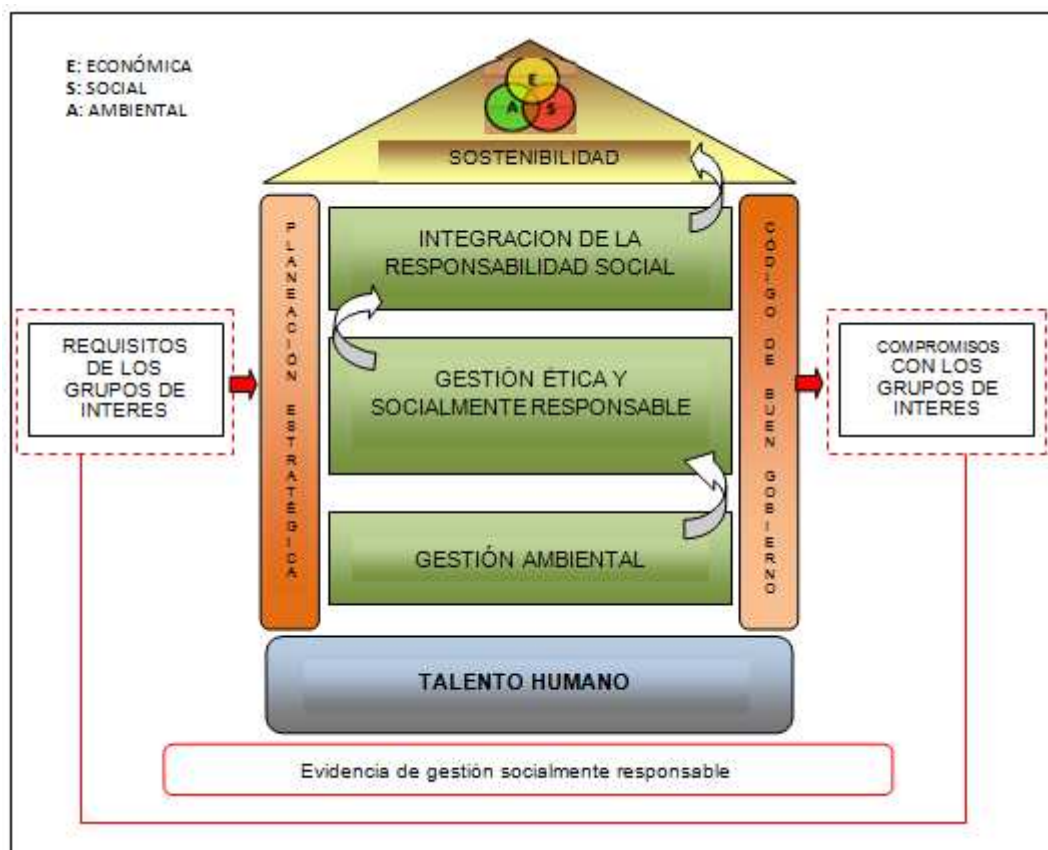 E: ECONÓMICA
S: SOCIAL
A: AMBIENTAL
E
A S
SOSTENIBILIDAD
PLANEACIÓN ESTRATÉGICA
INTEGRACION DE LA
RESPONSABILIDAD SOCIAL
CÓDIGO DE BUEN GOBIERNO
REQUISITOS
DE LOS
GRUPOS DE
INTERES
GESTIÓN ÉTICA Y
SOCIALMENTE RESPONSABLE
COMPROMISOS
CON LOS
GRUPOS DE
INTERES
GESTIÓN AMBIENTAL
TALENTO HUMANO
Evidencia de gestión socialmente responsable